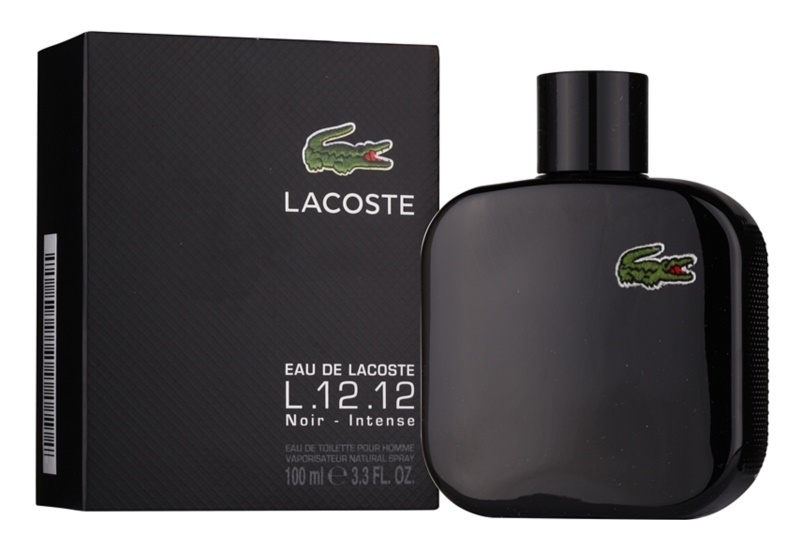 LACOSTE
EAU DE LACOSTE
L.12.12
Noir - Intense
EAU DE TOILETTE POUR HOMME
VAPORISATEUR NATURAL SPRAY
100 ml ℮ 3.3 FL. OZ.